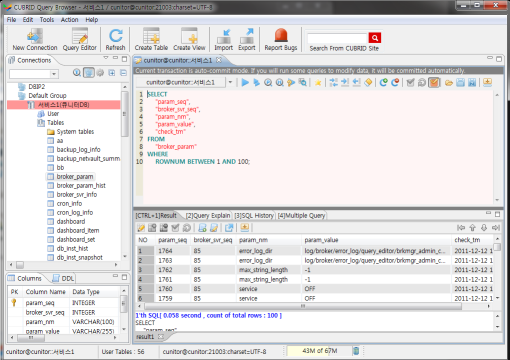 CUBRID Query Browser - 서비스1 / cunitor@cunitor:21003:charset=UTF-8
File Edit Tools Action Help
New Connection Query Editor Refresh Create Table Create View Import Export Report Bugs Search From CUBRID Site
Connections
DBIP2
Default Group
서비스1(큐니터DB)
User
Tables
System tables
aa
backup_log_info
backup_netvault_summ
bb
broker_param
broker_param_hist
broker_svr_info
cron_info
cron_log_info
dashboard
dashboard_item
dashboard_set
db_inst_hist
db_inst_snapshot
Columns DDL
PK Column Name Data Type
param_seq INTEGER
broker_svr_seq INTEGER
param_nm VARCHAR(100)
param_value VARCHAR(255)
cunitor@cunitor::서비스1
Current transaction is auto-commit mode. If you will run some queries to modify data, it will be committed automatically.
cunitor@cunitor::서비스1
1 SELECT
2 "param_seq",
3 "broker_svr_seq",
4 "param_nm",
5 "param_value",
6 "check_tm"
7 FROM
8 "broker_param"
9 WHERE
10 ROWNUM BETWEEN 1 AND 100;
[CTRL+1]Result [2]Query Explain [3]SQL History [4]Multiple Query
NO param_seq broker_svr_seq param_nm param_value check_tm
1 1764 85 error_log_dir log/broker/error_log/query_editor/brkmgr_admin_c... 2011-12-12 1
2 1763 85 error_log_dir log/broker/error_log/query_editor/brkmgr_admin_c... 2011-12-12 1
3 1762 85 max_string_length -1 2011-12-12 1
4 1761 85 max_string_length -1 2011-12-12 1
5 1760 85 service OFF 2011-12-12 1
6 1759 85 service OFF 2011-12-12 1
1'th SQL[ 0.058 second , count of total rows : 100 ]
SELECT
"param_seq",
result1
cunitor@cunitor::서비스1 User Tables : 56 cunitor@cunitor:21003:charset=UTF-8 43M of 67M